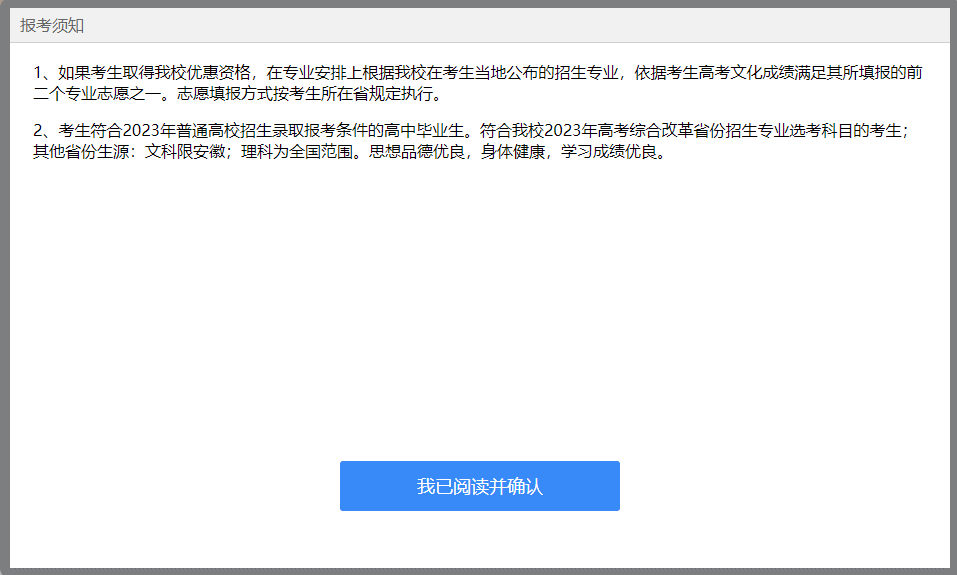 报考须知
1、如果考生取得我校优惠资格，在专业安排上根据我校在考生当地公布的招生专业，依据考生高考文化成绩满足其所填报的前
二个专业志愿之一。志愿填报方式按考生所在省规定执行。
2、考生符合2023年普通高校招生录取报考条件的高中毕业生。符合我校2023年高考综合改革省份招生专业选考科目的考生；
其他省份生源：文科限安徽；理科为全国范围。思想品德优良，身体健康，学习成绩优良。
我已阅读并确认